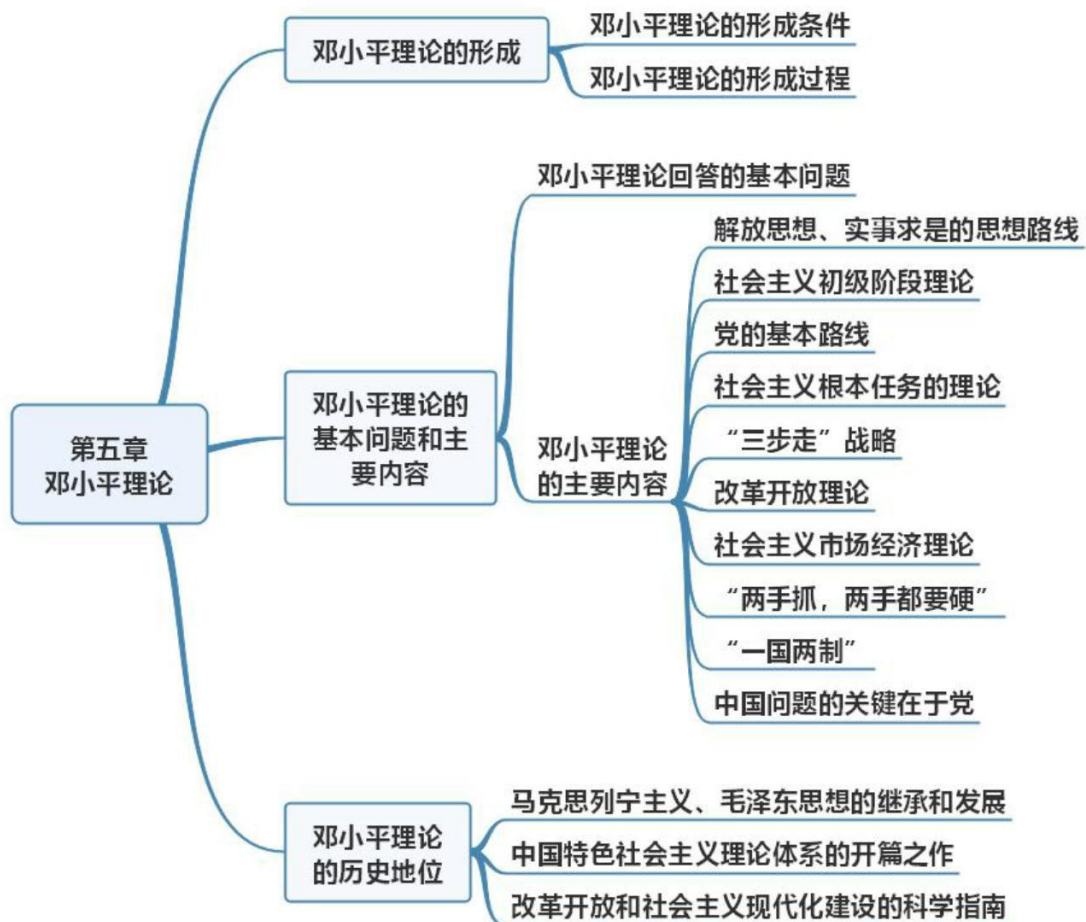 邓小平理论的形成
邓小平理论的形成条件
邓小平理论的形成过程
第五章
邓小平理论
邓小平理论的
基本问题和主
要内容
邓小平理论回答的基本问题
邓小平理论
的主要内容
解放思想、实事求是的思想路线
社会主义初级阶段理论
党的基本路线
社会主义根本任务的理论
“三步走”战略
改革开放理论
社会主义市场经济理论
“两手抓，两手都要硬”
“一国两制”
中国问题的关键在于党
邓小平理论
的历史地位
马克思列宁主义、毛泽东思想的继承和发展
中国特色社会主义理论体系的开篇之作
改革开放和社会主义现代化建设的科学指南